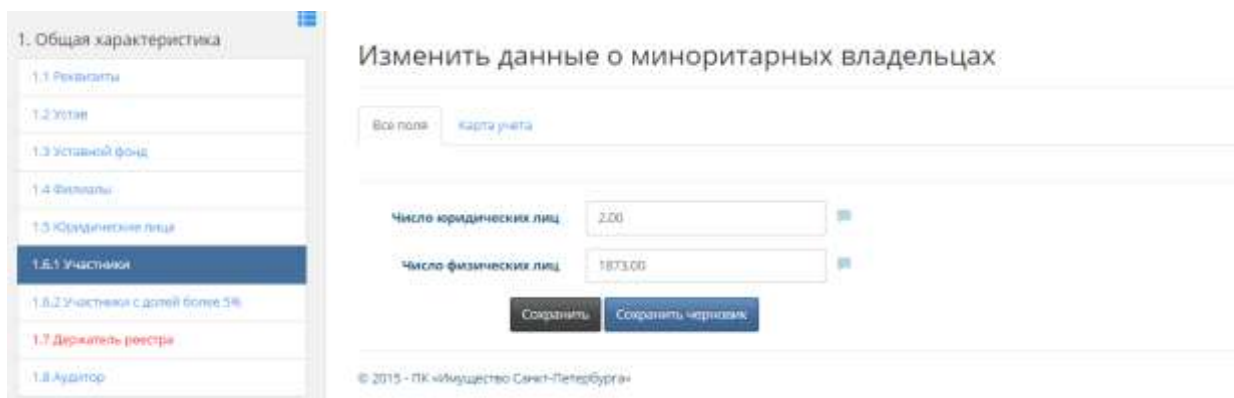 1. Общая характеристика
1.1 Реквизиты
1.2 Устав
1.3 Уставной фонд
1.4 Филиалы
1.5 Юридические лица
1.6.1 Участники
1.6.2 Участники с долей более 5%
1.7 Держатель реестра
1.8 Аудитор
Изменить данные о миноритарных владельцах
Все поля Карта учета
Число юридических лиц 2.00
Число физических лиц 1873.00
Сохранить Сохранить черновик
© 2015 - ПК «Имущество Санкт-Петербурга»